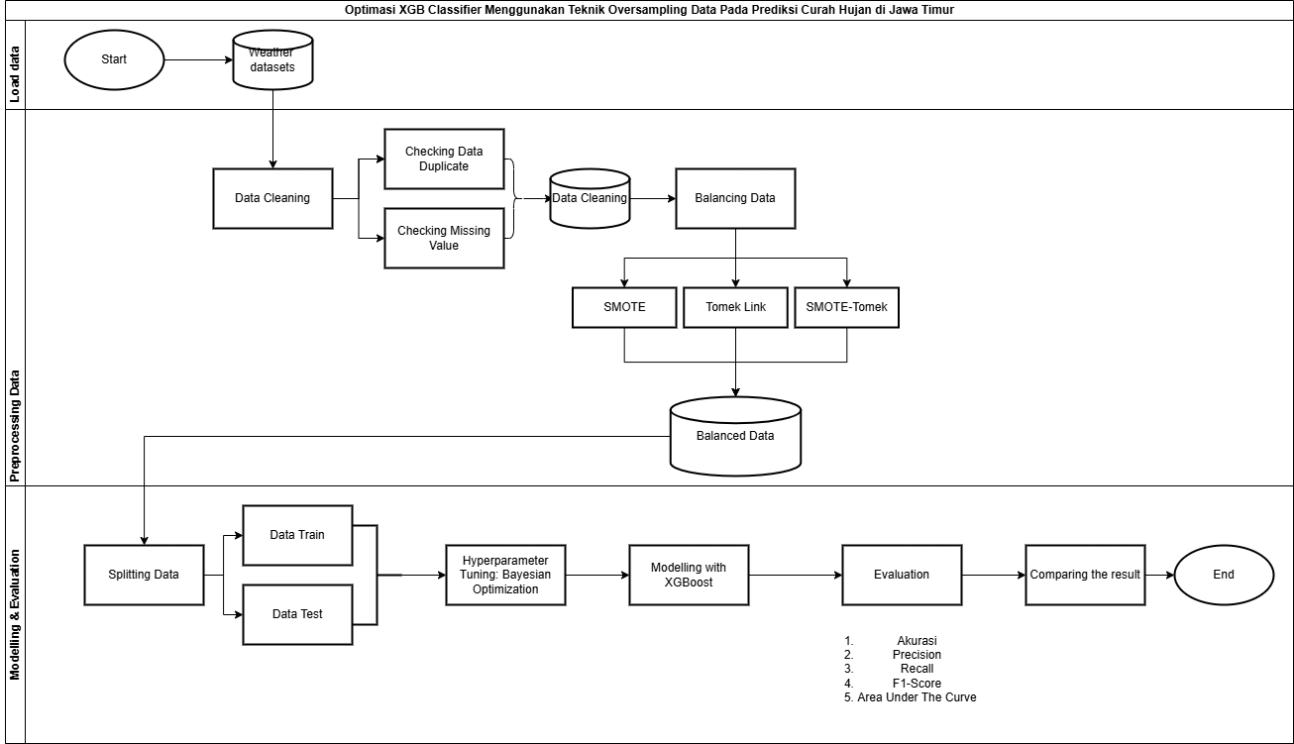 Optimasi XGB Classifier Menggunakan Teknik Oversampling Data Pada Prediksi Curah Hujan di Jawa Timur
Load data
Start
Weather
datasets
Preprocessing Data
Data Cleaning
Checking Data
Duplicate
Checking Missing
Value
Data Cleaning
Balancing Data
SMOTE
Tomek Link
SMOTE-Tomek
Balanced Data
Modelling & Evaluation
Splitting Data
Data Train
Data Test
Hyperparameter
Tuning: Bayesian
Optimization
Modelling with
XGBoost
Evaluation
Comparing the result
End
1. Akurasi
2. Precision
3. Recall
4. F1-Score
5. Area Under The Curve